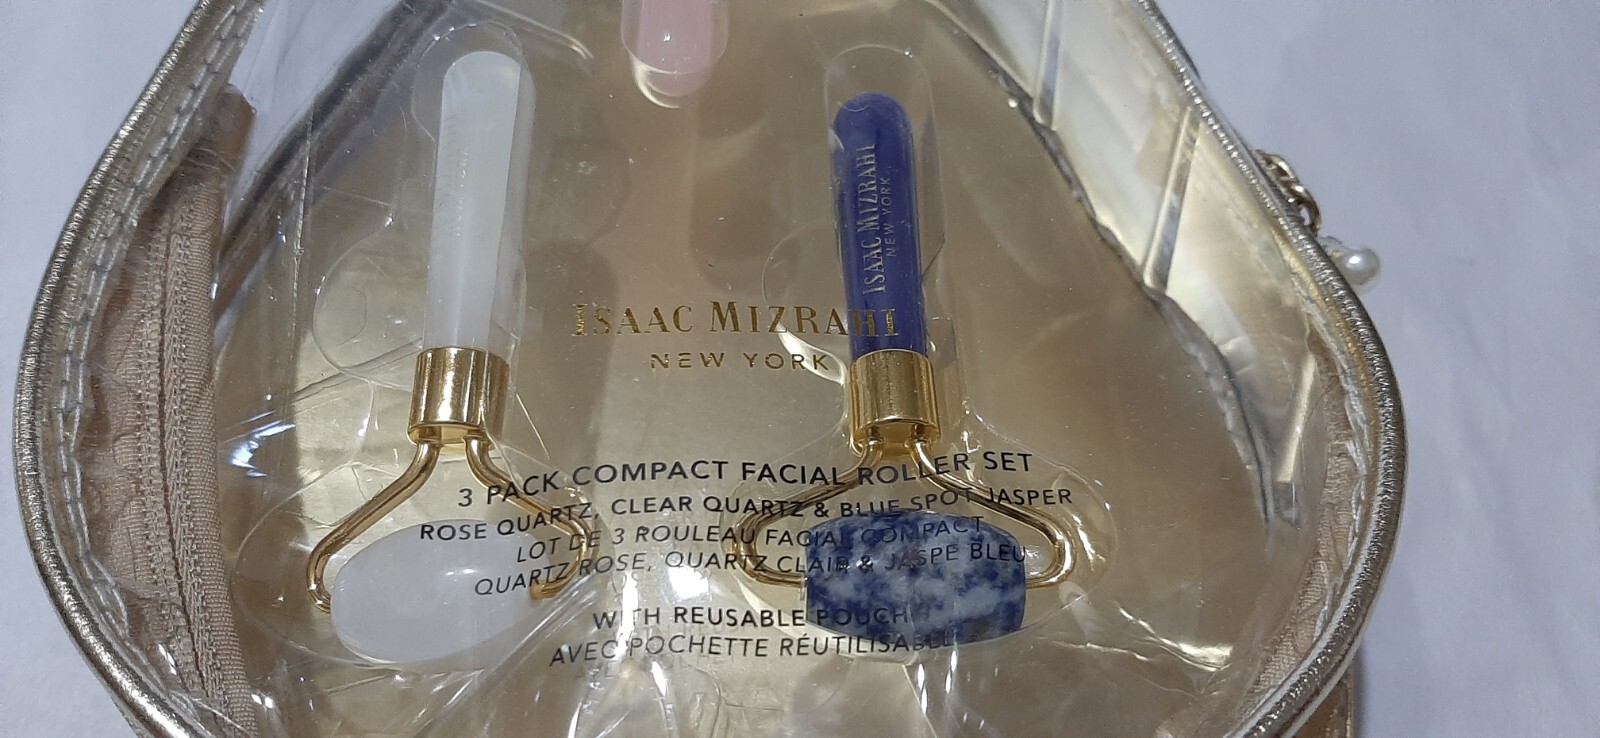 ISAAC MIZRAHI
NEW YORK
ISAAC MIZRAHI
NEW YORK
3 PACK COMPACT FACIAL ROLLER SET
ROSE QUARTZ, CLEAR QUARTZ & BLUE SPOT JASPER
LOT DE 3 ROULEAU FACIAL COMPACT
QUARTZ ROSE, QUARTZ CLAIR & JASPE BLEU
WITH REUSABLE POUCH
AVEC POCHETTE RÉUTILISABLE